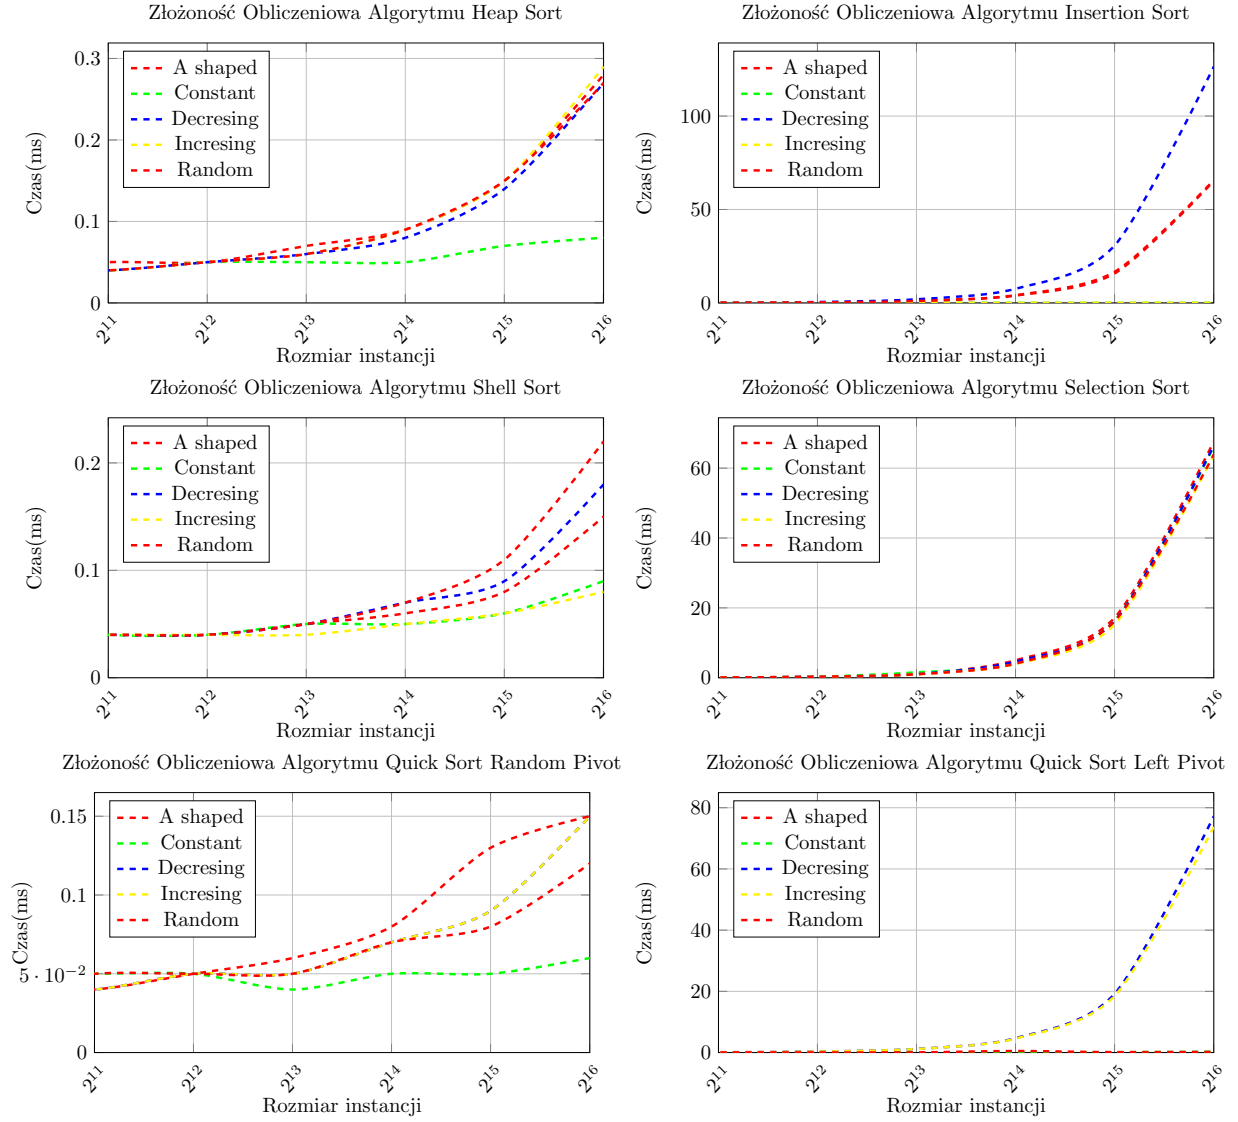 Złożoność Obliczeniowa Algorytmu Heap Sort
0.3
0.2
0.1
0
Czas(ms)
A shaped
Constant
Decresing
Incresing
Random
2^11 2^12 2^13 2^14 2^15 2^16
Rozmiar instancji
Złożoność Obliczeniowa Algorytmu Insertion Sort
100
50
0
Czas(ms)
A shaped
Constant
Decresing
Incresing
Random
2^11 2^12 2^13 2^14 2^15 2^16
Rozmiar instancji
Złożoność Obliczeniowa Algorytmu Shell Sort
0.2
0.1
0
Czas(ms)
A shaped
Constant
Decresing
Incresing
Random
2^11 2^12 2^13 2^14 2^15 2^16
Rozmiar instancji
Złożoność Obliczeniowa Algorytmu Selection Sort
60
40
20
0
Czas(ms)
A shaped
Constant
Decresing
Incresing
Random
2^11 2^12 2^13 2^14 2^15 2^16
Rozmiar instancji
Złożoność Obliczeniowa Algorytmu Quick Sort Random Pivot
0.15
0.1
5 · 10^−2
0
Czas(ms)
A shaped
Constant
Decresing
Incresing
Random
2^11 2^12 2^13 2^14 2^15 2^16
Rozmiar instancji
Złożoność Obliczeniowa Algorytmu Quick Sort Left Pivot
80
60
40
20
0
Czas(ms)
A shaped
Constant
Decresing
Incresing
Random
2^11 2^12 2^13 2^14 2^15 2^16
Rozmiar instancji